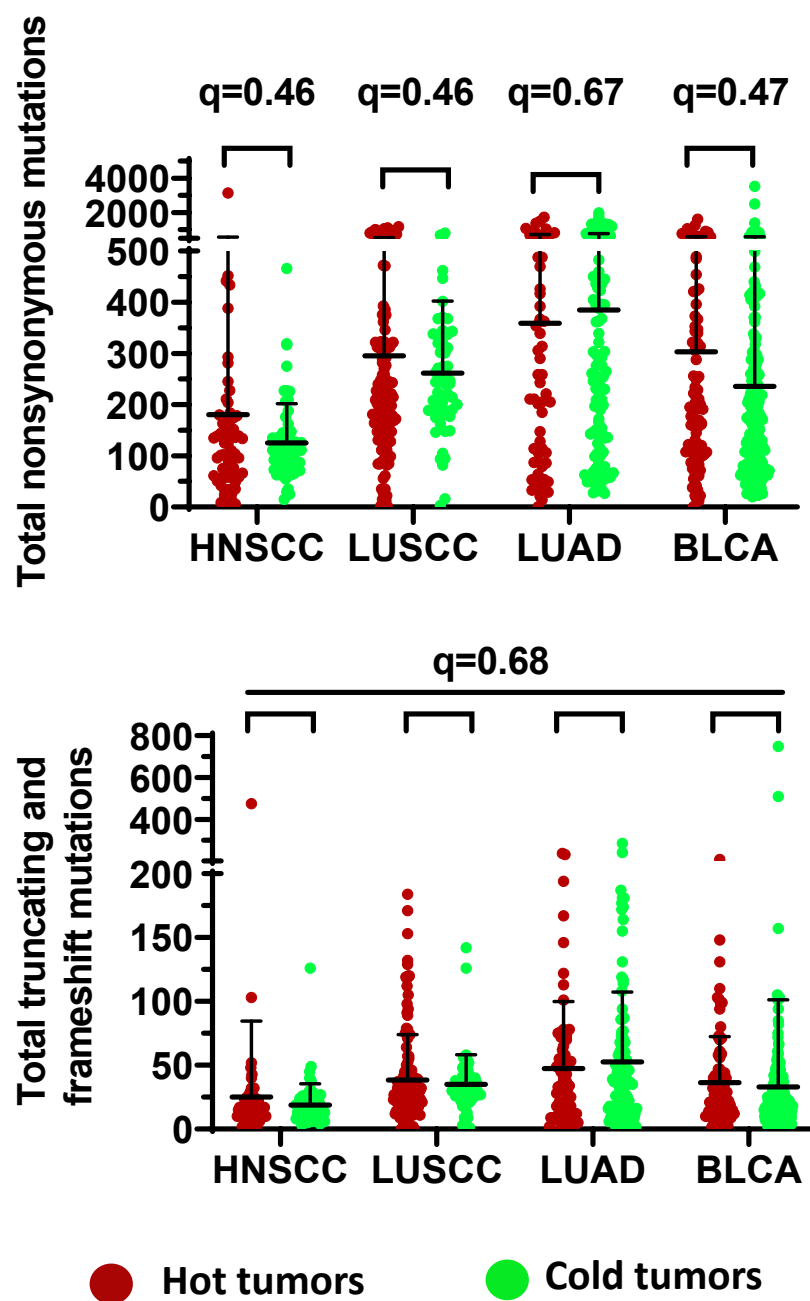 Total nonsynonymous mutations
q=0.46 q=0.46 q=0.67 q=0.47
4000
2000
500
400
300
200
100
0
HNSCC LUSCC LUAD BLCA
Total truncating and
frameshift mutations
q=0.68
800
600
400
200
150
100
50
0
HNSCC LUSCC LUAD BLCA
Hot tumors Cold tumors